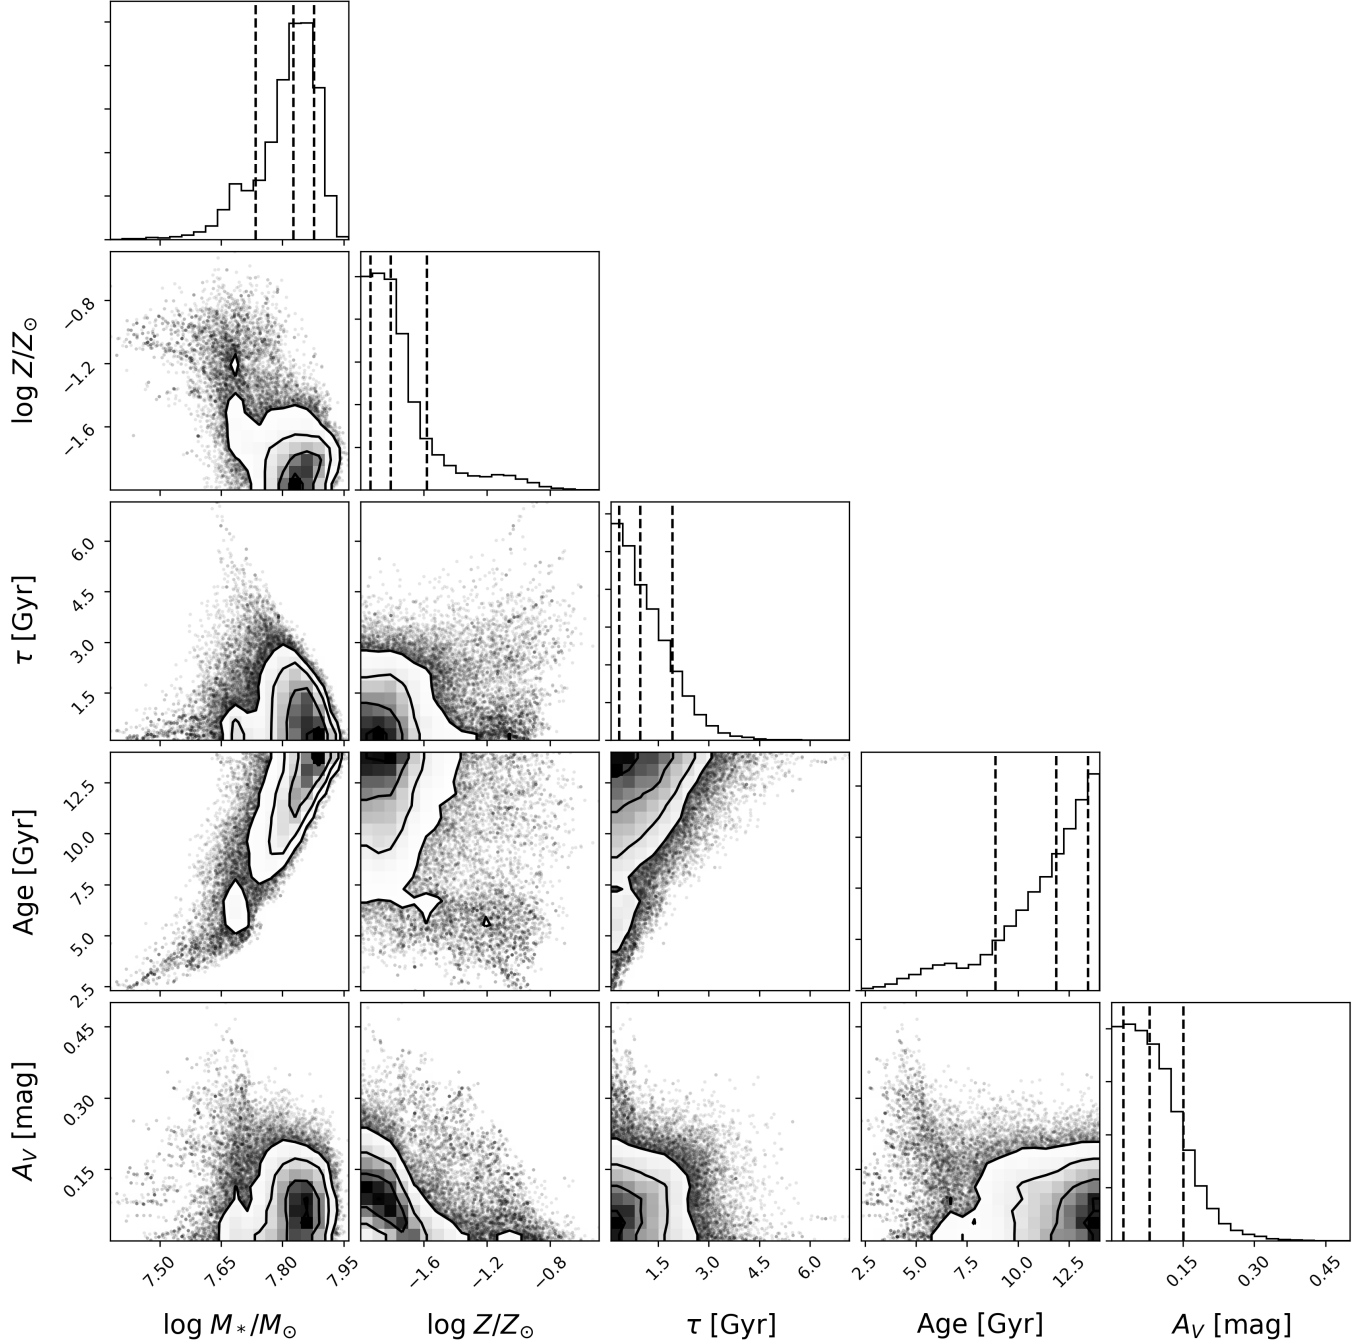 log Z/Z⊙
−0.8
−1.2
−1.6
τ [Gyr]
6.0
4.5
3.0
1.5
Age [Gyr]
12.5
10.0
7.5
5.0
2.5
A_V [mag]
0.45
0.30
0.15
7.50 7.65 7.80 7.95 −1.6 −1.2 −0.8 1.5 3.0 4.5 6.0 2.5 5.0 7.5 10.0 12.5 0.15 0.30 0.45
log M_*/M⊙ log Z/Z⊙ τ [Gyr] Age [Gyr] A_V [mag]